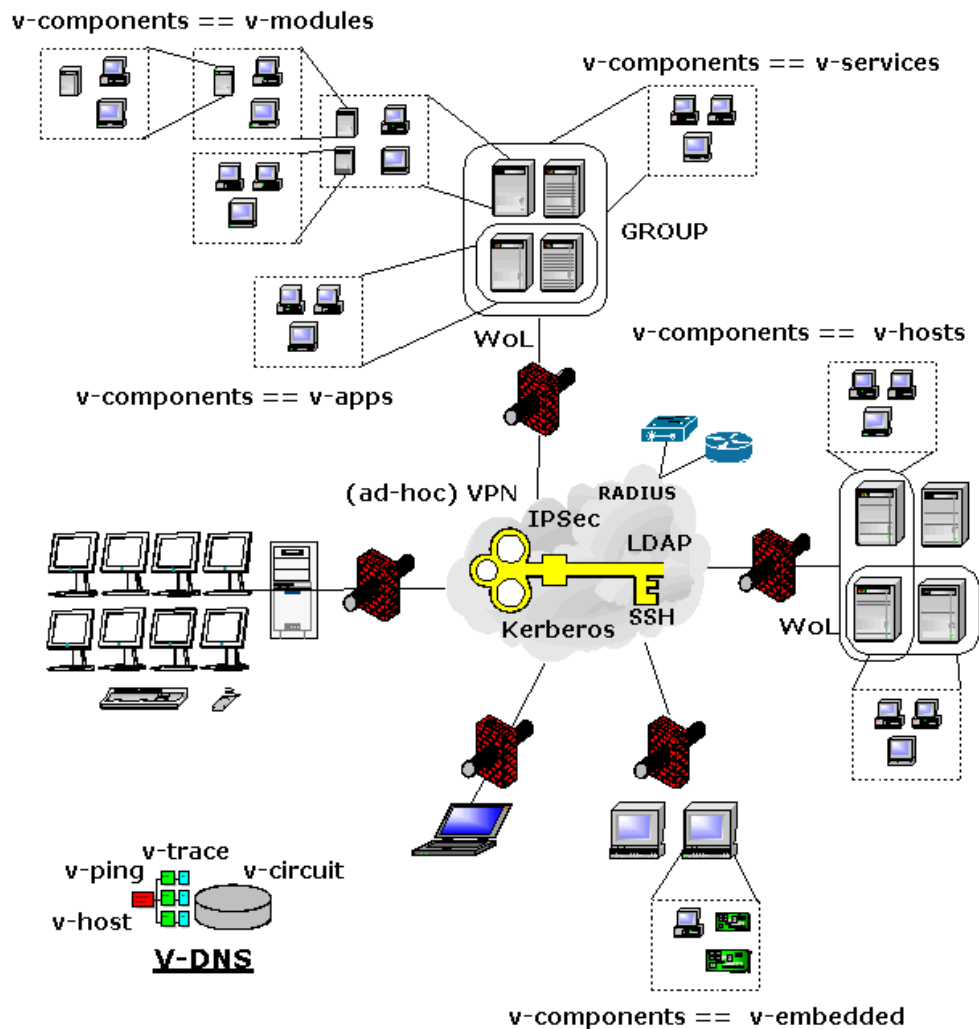 v-components == v-modules
v-components == v-services
GROUP
WoL
v-components == v-hosts
v-components == v-apps
(ad-hoc) VPN
RADIUS
IPSec
LDAP
SSH
Kerberos
WoL
v-trace
v-ping
v-circuit
v-host
V-DNS
v-components == v-embedded